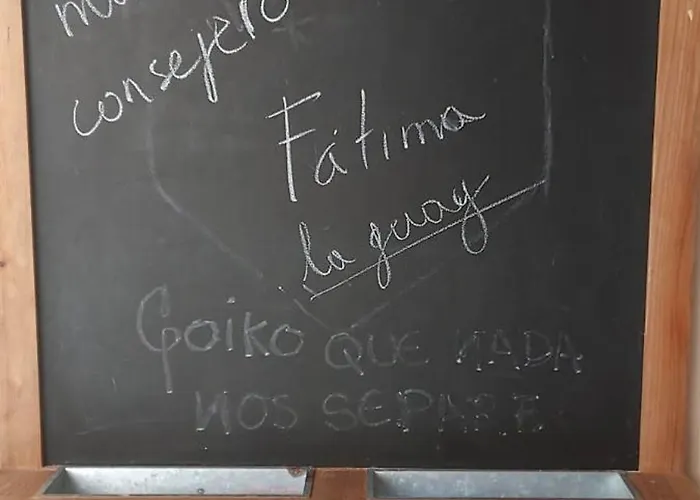 consejero
Fátima
la guay
Goiko QUE NADA
NOS SEPARE